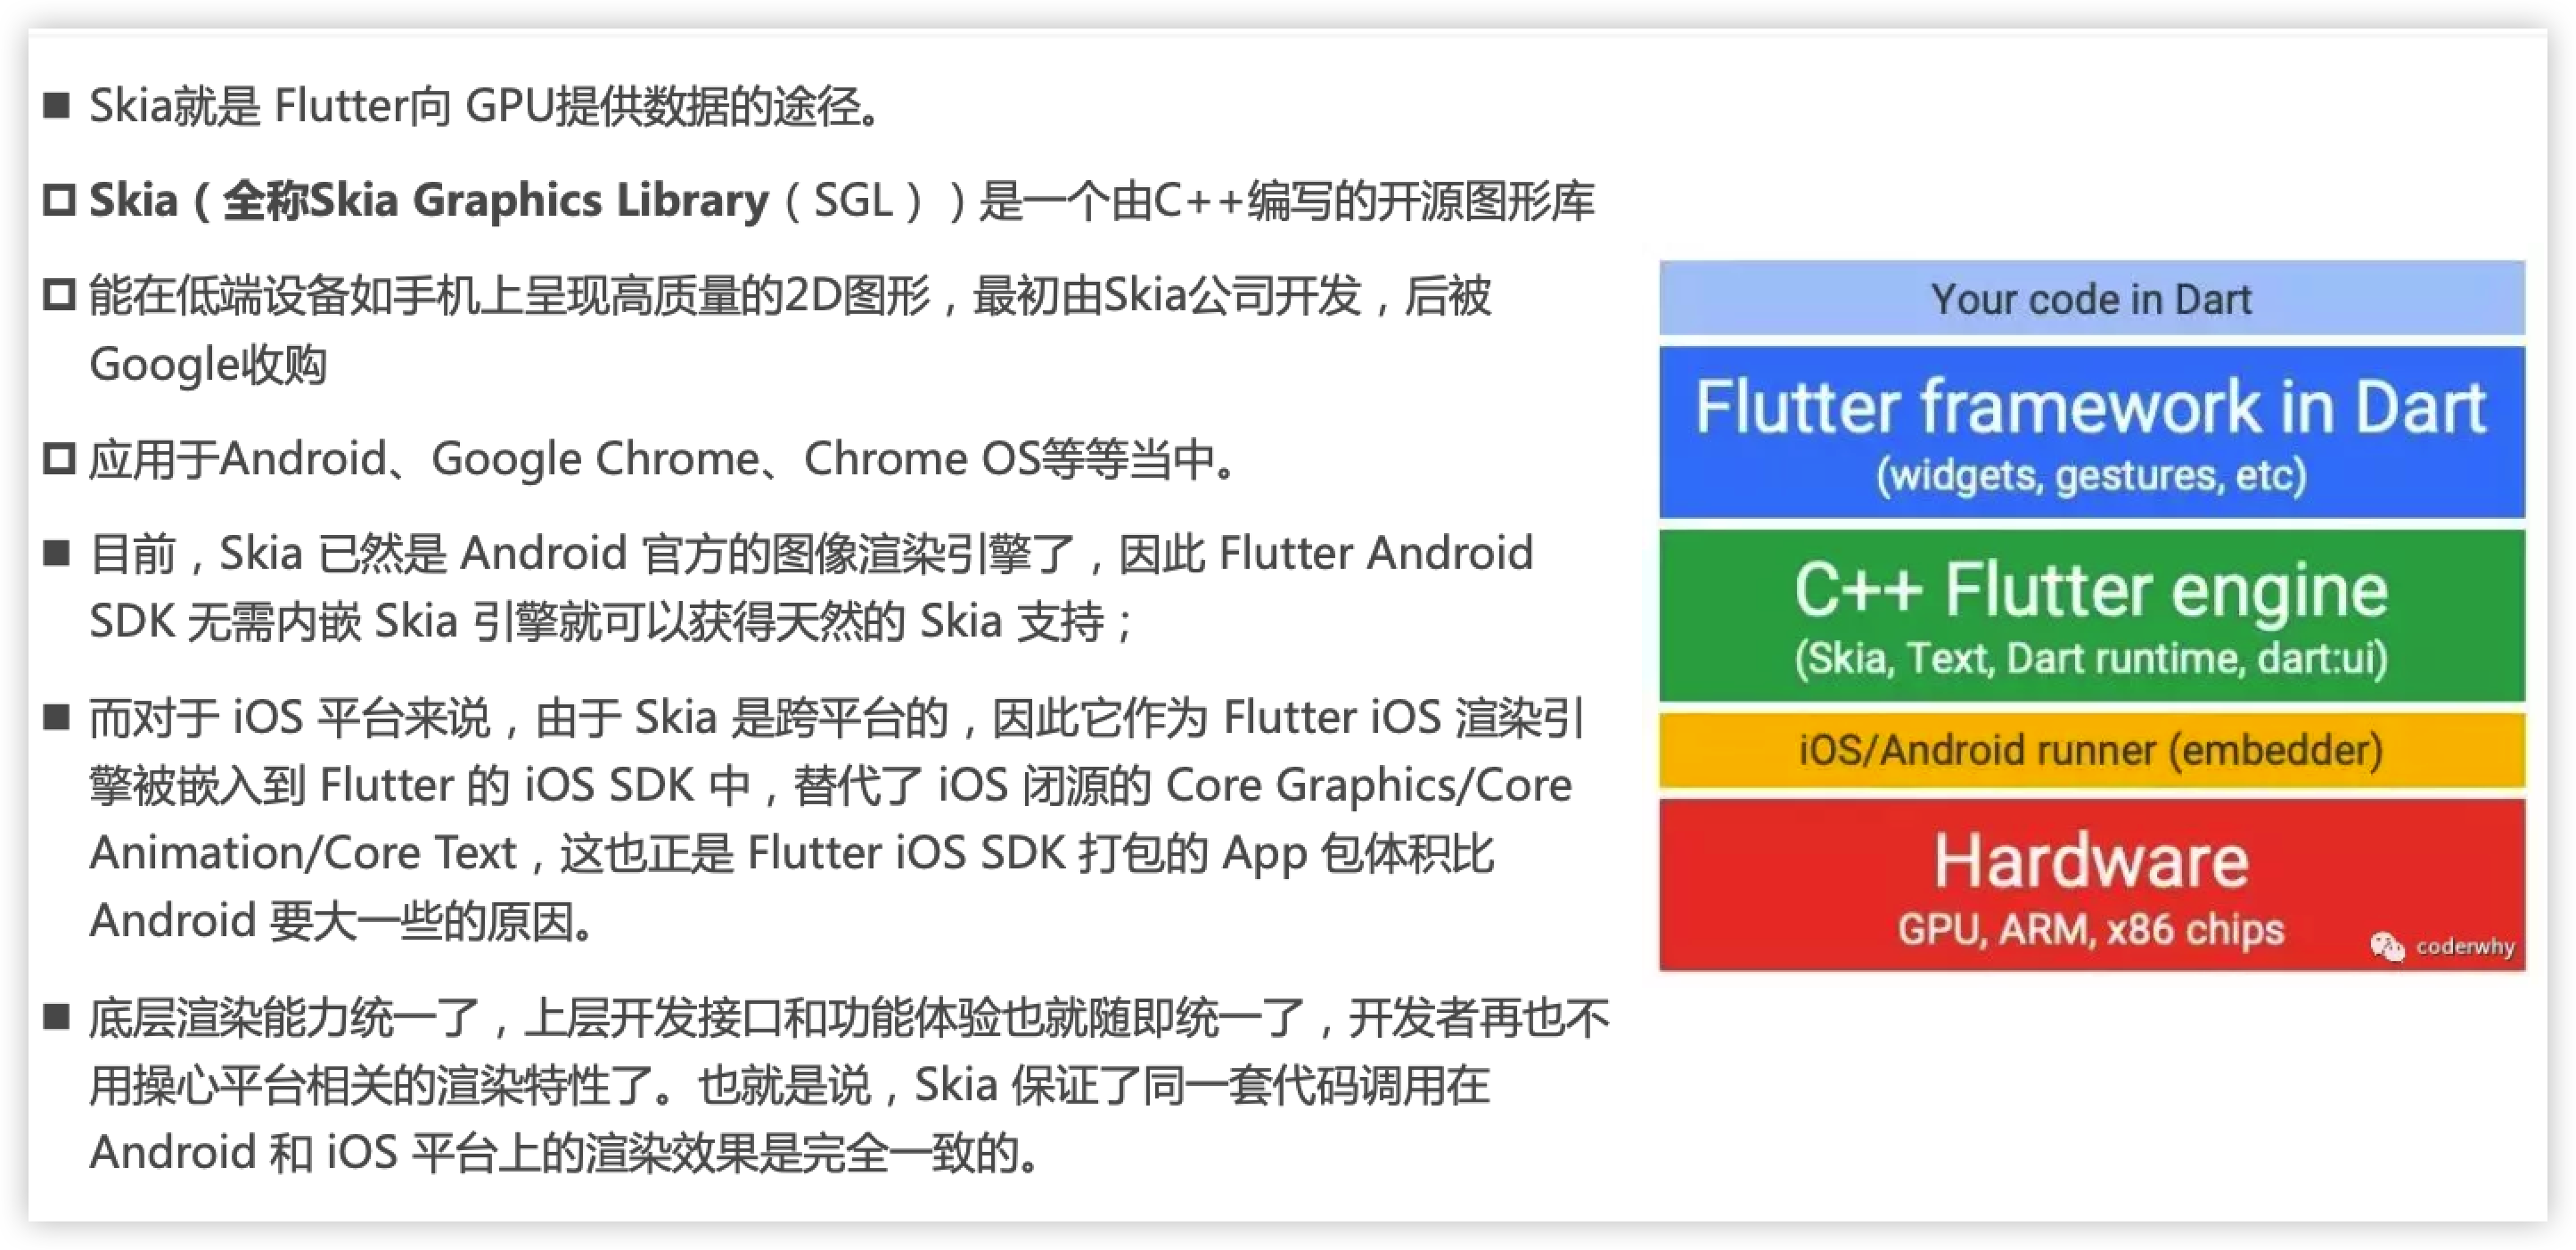 ■ Skia就是 Flutter向 GPU提供数据的途径。
Skia（全称Skia Graphics Library（SGL））是一个由C++编写的开源图形库
能在低端设备如手机上呈现高质量的2D图形，最初由Skia公司开发，后被
Google收购
应用于Android、Google Chrome、Chrome OS等等当中。
■ 目前，Skia 已然是 Android 官方的图像渲染引擎了，因此 Flutter Android
SDK 无需内嵌 Skia 引擎就可以获得天然的 Skia 支持；
■ 而对于 iOS 平台来说，由于 Skia 是跨平台的，因此它作为 Flutter iOS 渲染引
擎被嵌入到 Flutter 的 iOS SDK 中，替代了 iOS 闭源的 Core Graphics/Core
Animation/Core Text，这也正是 Flutter iOS SDK 打包的 App 包体积比
Android 要大一些的原因。
■ 底层渲染能力统一了，上层开发接口和功能体验也就随即统一了，开发者再也不
用操心平台相关的渲染特性了。也就是说，Skia 保证了同一套代码调用在
Android 和 iOS 平台上的渲染效果是完全一致的。
Your code in Dart
Flutter framework in Dart
(widgets, gestures, etc)
C++ Flutter engine
(Skia, Text, Dart runtime, dart:ui)
iOS/Android runner (embedder)
Hardware
GPU, ARM, x86 chips
coderwhy